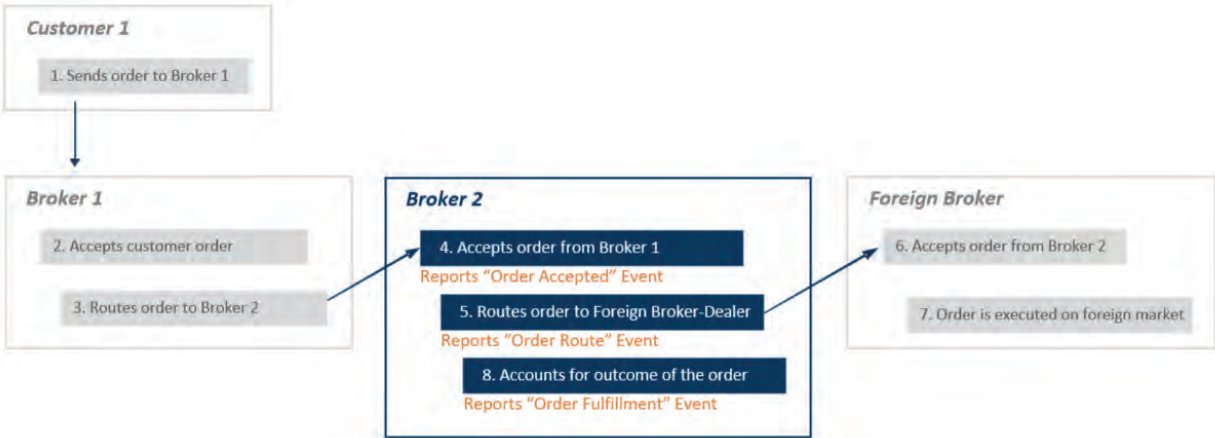 Customer 1
1. Sends order to Broker 1
Broker 1
2. Accepts customer order
3. Routes order to Broker 2
Broker 2
4. Accepts order from Broker 1
Reports “Order Accepted” Event
5. Routes order to Foreign Broker-Dealer
Reports “Order Route” Event
8. Accounts for outcome of the order
Reports “Order Fulfillment” Event
Foreign Broker
6. Accepts order from Broker 2
7. Order is executed on foreign market